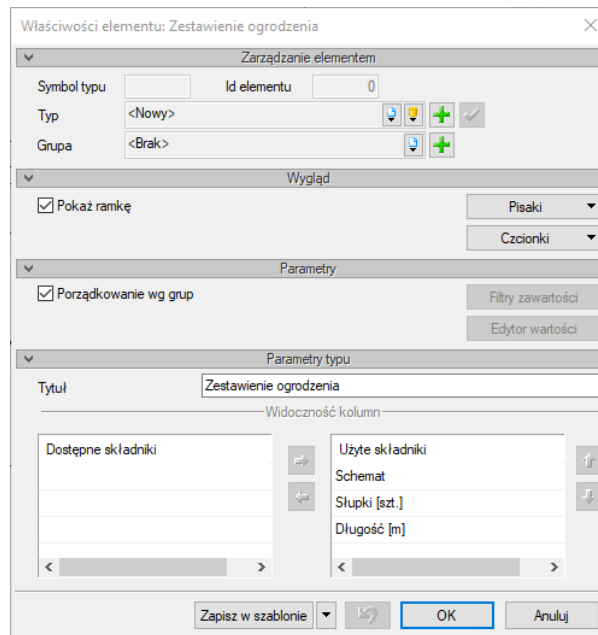 Właściwości elementu: Zestawienie ogrodzenia
Zarządzanie elementem
Symbol typu Id elementu 0
Typ <Nowy>
Grupa <Brak>
Wygląd
Pokaż ramkę Pisaki
Czcionki
Parametry
Porządkowanie wg grup Filtry zawartości
Edytor wartości
Parametry typu
Tytuł Zestawienie ogrodzenia
Widoczność kolumn
Dostępne składniki Użyte składniki
Schemat
Słupki [szt.]
Długość [m]
Zapisz w szablonie OK Anuluj